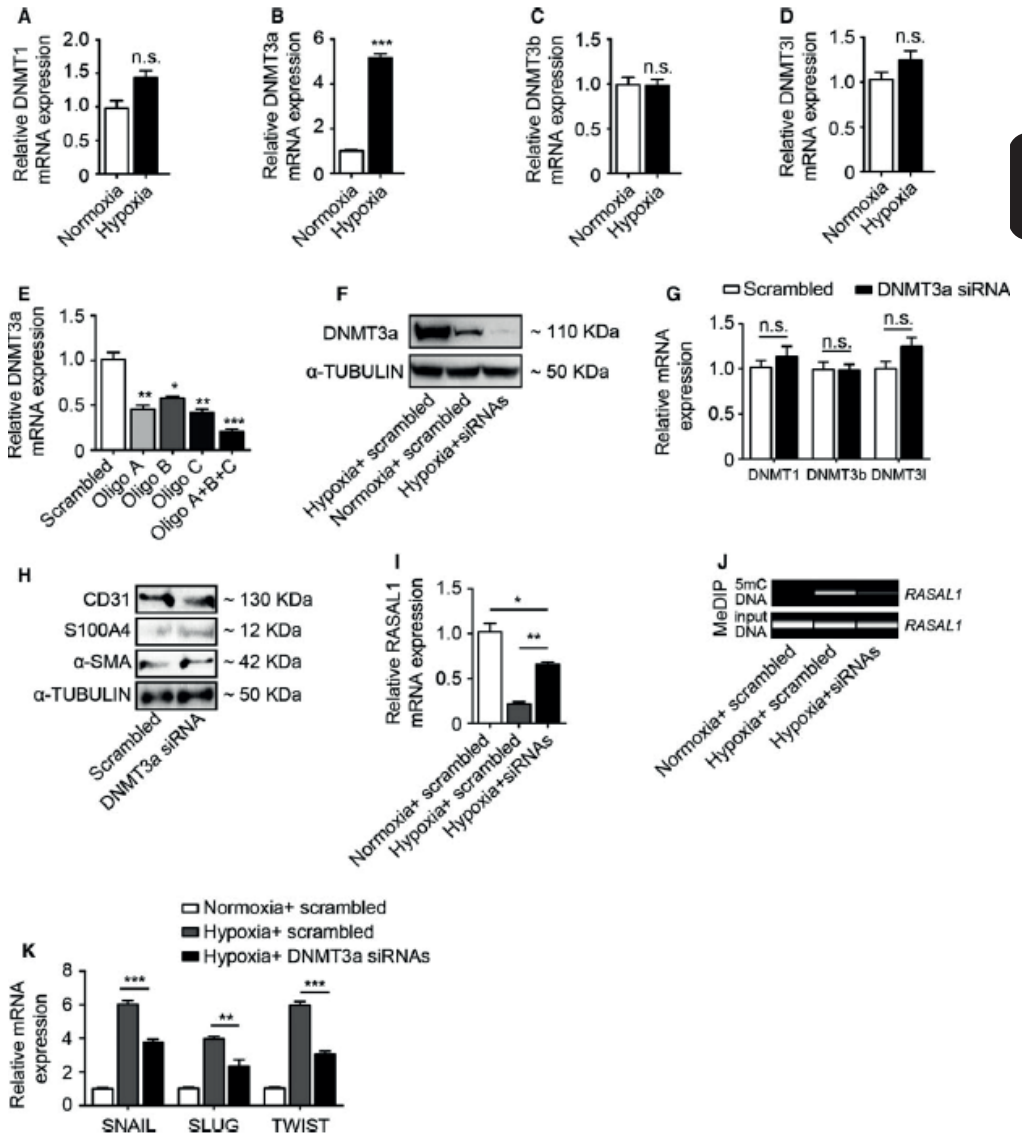 A
Relative DNMT1
mRNA expression
2.0
1.5
1.0
0.5
0
n.s.
Normoxia
Hypoxia
B
Relative DNMT3a
mRNA expression
6
4
2
0
***
Normoxia
Hypoxia
C
Relative DNMT3b
mRNA expression
1.5
1.0
0.5
0
n.s.
Normoxia
Hypoxia
D
Relative DNMT3l
mRNA expression
1.5
1.0
0.5
0
n.s.
Normoxia
Hypoxia
E
Relative DNMT3a
mRNA expression
1.5
1.0
0.5
0
**
*
**
***
Scrambled
Oligo A
Oligo B
Oligo C
Oligo A+B+C
F
DNMT3a
~ 110 KDa
α-TUBULIN
~ 50 KDa
Hypoxia+ scrambled
Normoxia+ scrambled
Hypoxia+siRNAs
G
Scrambled
DNMT3a siRNA
Relative mRNA
expression
1.5
1.0
0.5
0
n.s.
n.s.
n.s.
DNMT1
DNMT3b
DNMT3l
H
CD31
~ 130 KDa
S100A4
~ 12 KDa
α-SMA
~ 42 KDa
α-TUBULIN
~ 50 KDa
Scrambled
DNMT3a siRNA
I
Relative RASAL1
mRNA expression
1.5
1.0
0.5
0
*
**
Normoxia+ scrambled
Hypoxia+ scrambled
Hypoxia+siRNAs
J
MeDIP
5mC
DNA
RASAL1
input
DNA
RASAL1
Normoxia+ scrambled
Hypoxia+ scrambled
Hypoxia+siRNAs
Normoxia+ scrambled
Hypoxia+ scrambled
Hypoxia+ DNMT3a siRNAs
K
Relative mRNA
expression
8
6
4
2
0
***
**
***
SNAIL
SLUG
TWIST